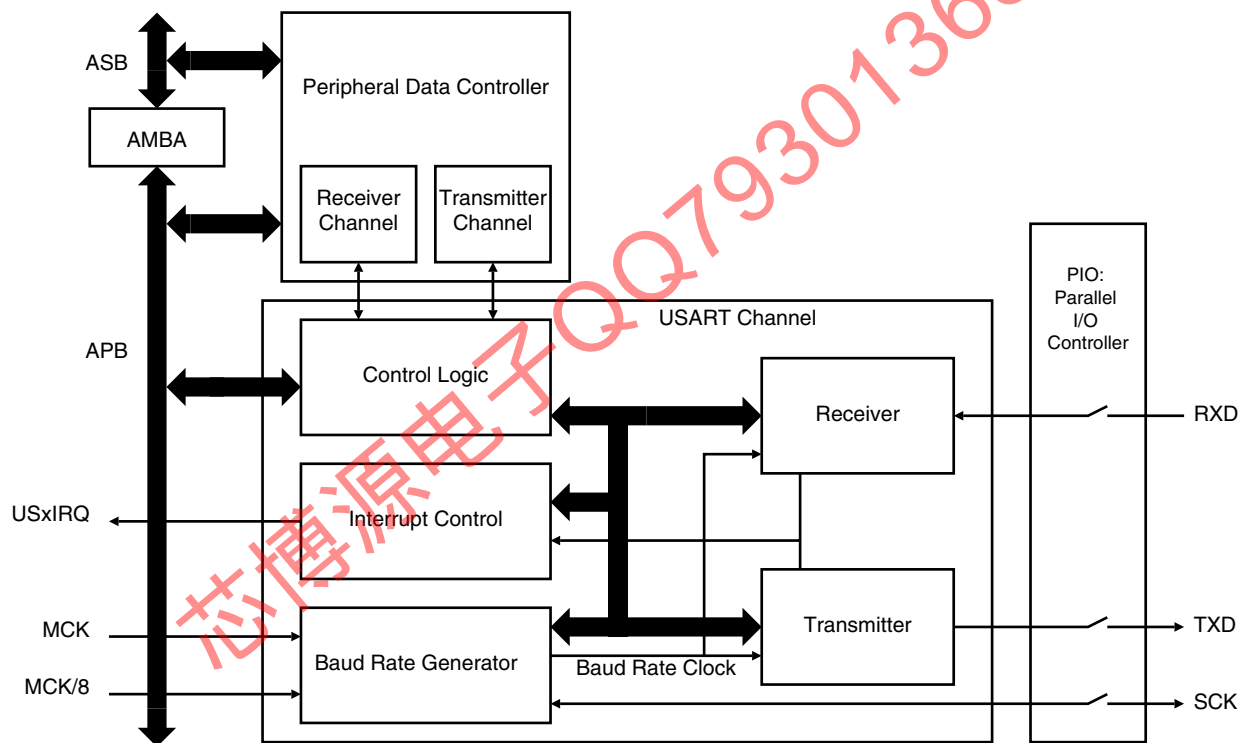 ASB
Peripheral Data Controller
AMBA
Receiver
Channel
Transmitter
Channel
PIO:
Parallel
I/O
Controller
USART Channel
APB
Control Logic
Receiver
RXD
USxIRQ
Interrupt Control
MCK
Baud Rate Generator
Transmitter
TXD
Baud Rate Clock
MCK/8
SCK
芯博源电子QQ7930136